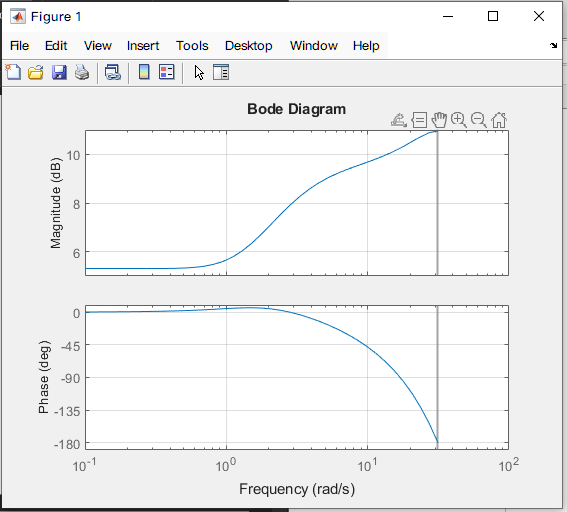 Figure 1
File Edit View Insert Tools Desktop Window Help
Bode Diagram
Magnitude (dB)
10
8
6
Phase (deg)
0
-45
-90
-135
-180
10^-1 10^0 10^1 10^2
Frequency (rad/s)